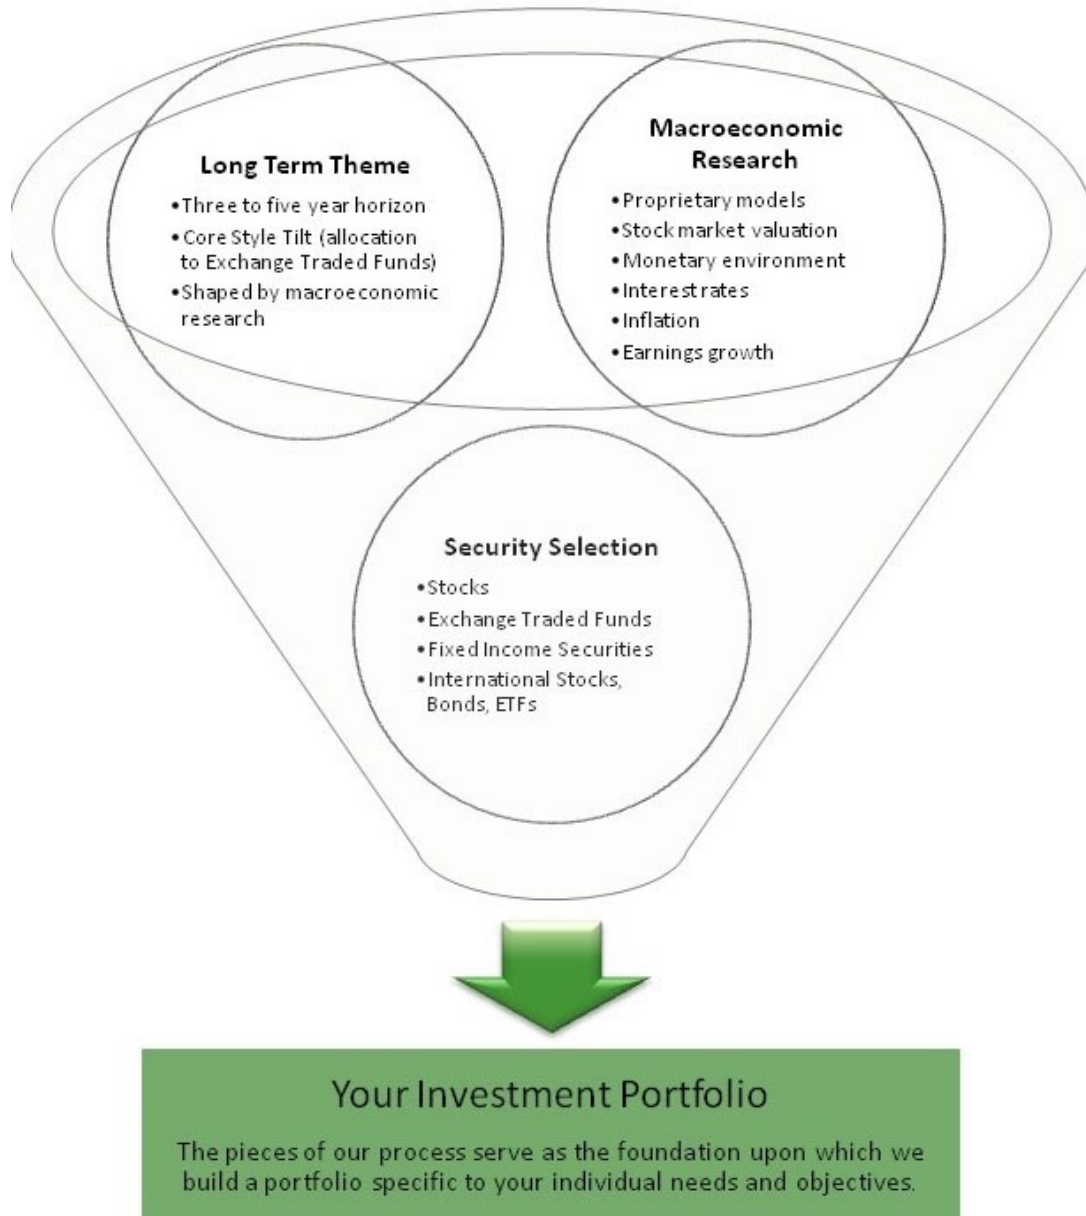 Long Term Theme
•Three to five year horizon
•Core Style Tilt (allocation
to Exchange Traded Funds)
•Shaped by macroeconomic
research
Macroeconomic
Research
•Proprietary models
•Stock market valuation
•Monetary environment
•Interest rates
•Inflation
•Earnings growth
Security Selection
•Stocks
•Exchange Traded Funds
•Fixed Income Securities
•International Stocks,
Bonds, ETFs
Your Investment Portfolio
The pieces of our process serve as the foundation upon which we
build a portfolio specific to your individual needs and objectives.